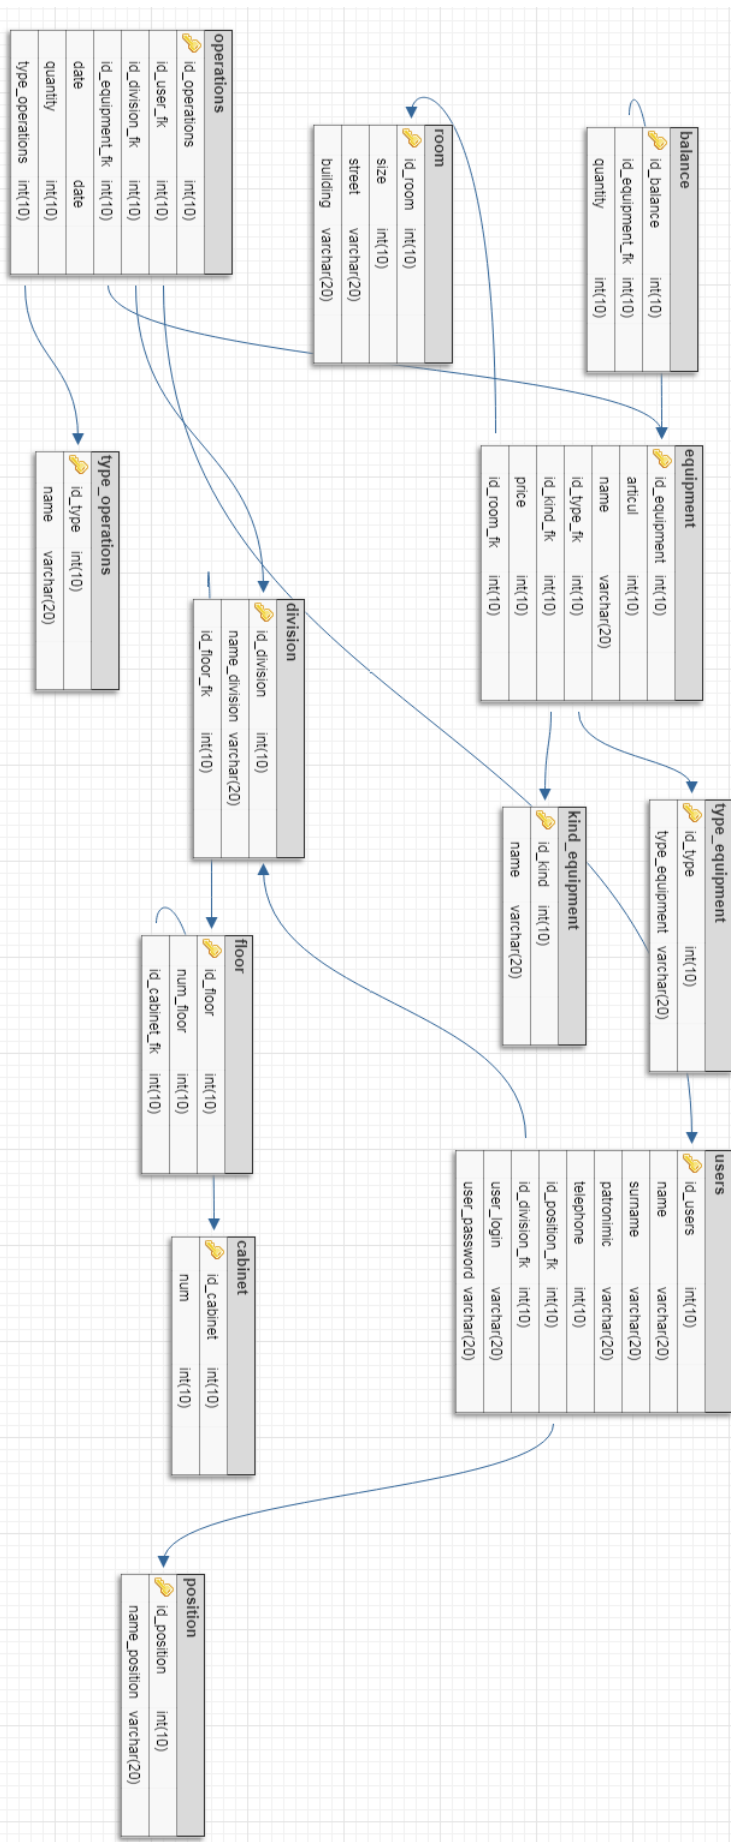 balance
id_balance int(10)
id_equipment_fk int(10)
quantity int(10)
equipment
id_equipment int(10)
articul int(10)
name varchar(20)
id_type_fk int(10)
id_kind_fk int(10)
price int(10)
id_room_fk int(10)
type_equipment
id_type int(10)
type_equipment varchar(20)
users
id_users int(10)
name varchar(20)
surname varchar(20)
patronimic varchar(20)
telephone int(10)
id_position_fk int(10)
id_division_fk int(10)
user_login varchar(20)
user_password varchar(20)
kind_equipment
id_kind int(10)
name varchar(20)
room
id_room int(10)
size int(10)
street varchar(20)
building varchar(20)
division
id_division int(10)
name_division varchar(20)
id_floor_fk int(10)
floor
id_floor int(10)
num_floor int(10)
id_cabinet_fk int(10)
cabinet
id_cabinet int(10)
num int(10)
operations
id_operations int(10)
id_user_fk int(10)
id_division_fk int(10)
id_equipment_fk int(10)
date date
quantity int(10)
type_operations int(10)
position
id_position int(10)
name_position varchar(20)
type_operations
id_type int(10)
name varchar(20)